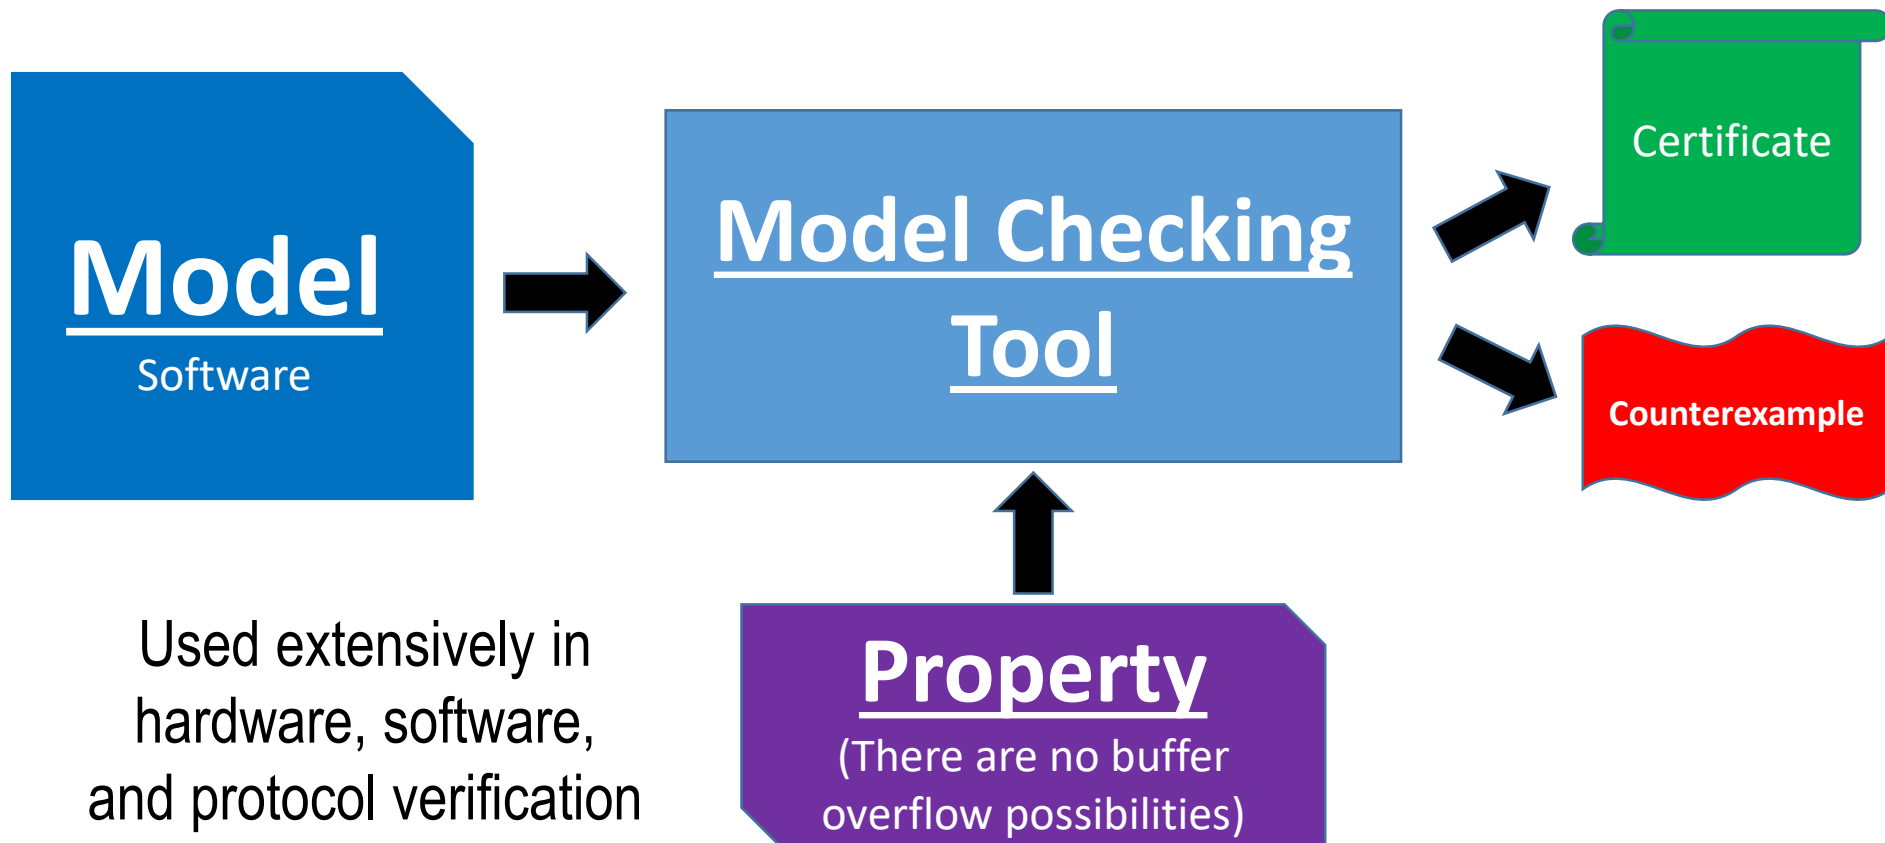 Model
Software
Model Checking
Tool
Certificate
Counterexample
Property
(There are no buffer
overflow possibilities)
Used extensively in
hardware, software,
and protocol verification